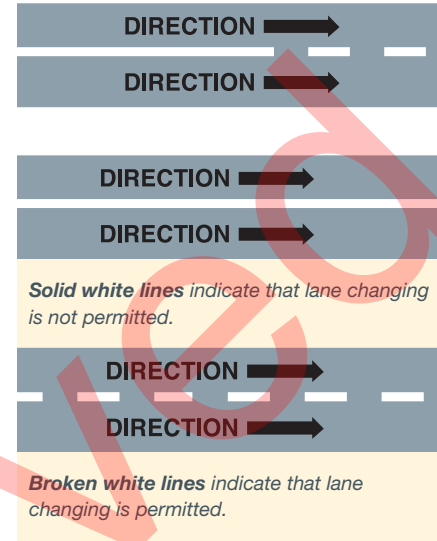 DIRECTION
DIRECTION
DIRECTION
DIRECTION
Solid white lines indicate that lane changing
is not permitted.
DIRECTION
DIRECTION
Broken white lines indicate that lane
changing is permitted.